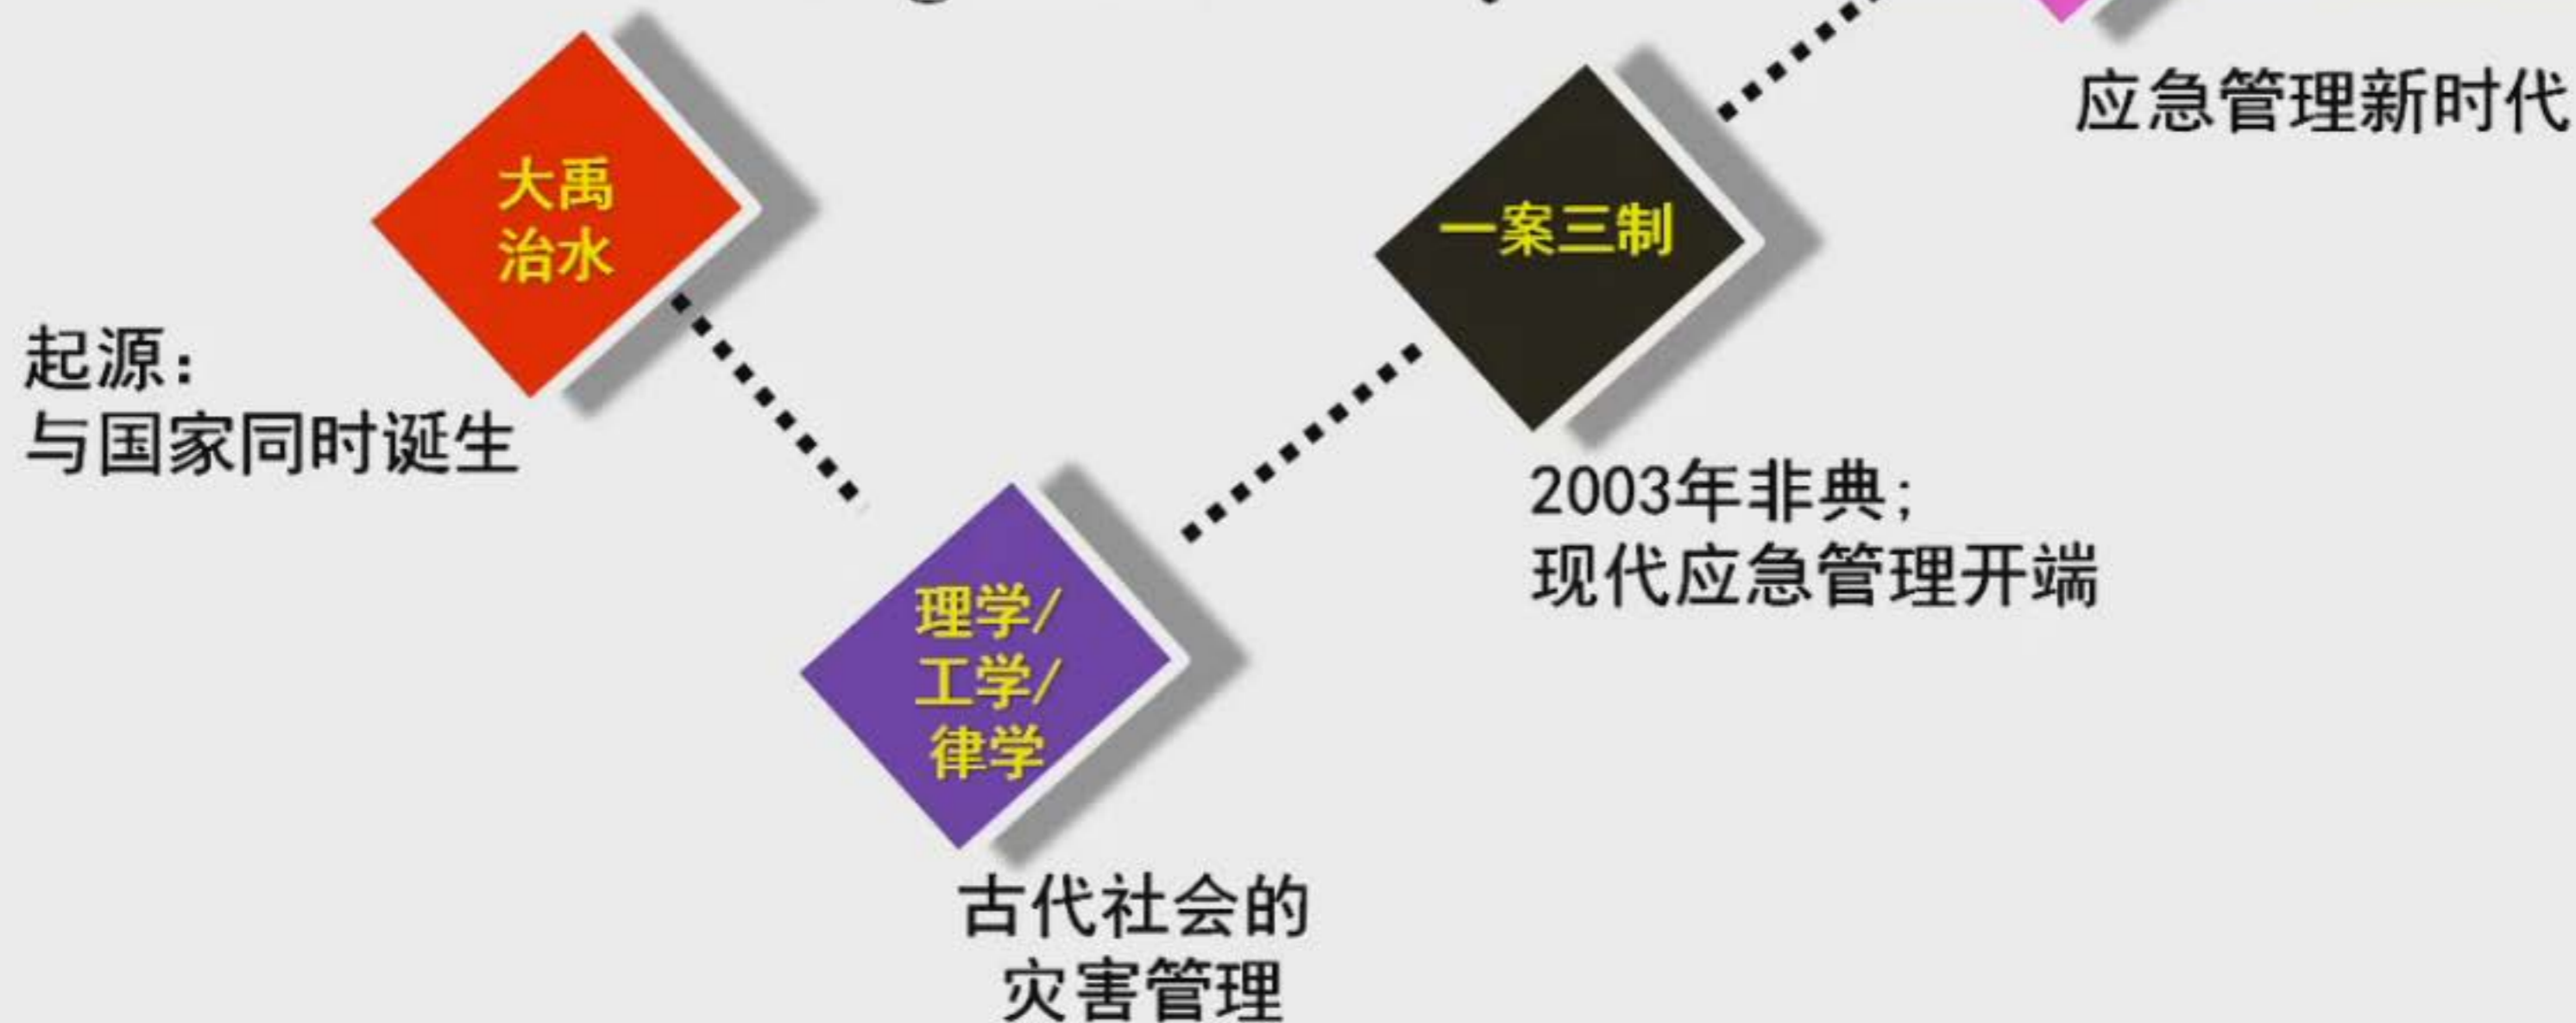 大禹
治水
起源：
与国家同时诞生
理学/
工学/
律学
古代社会的
灾害管理
一案三制
2003年非典；
现代应急管理开端
应急管理新时代